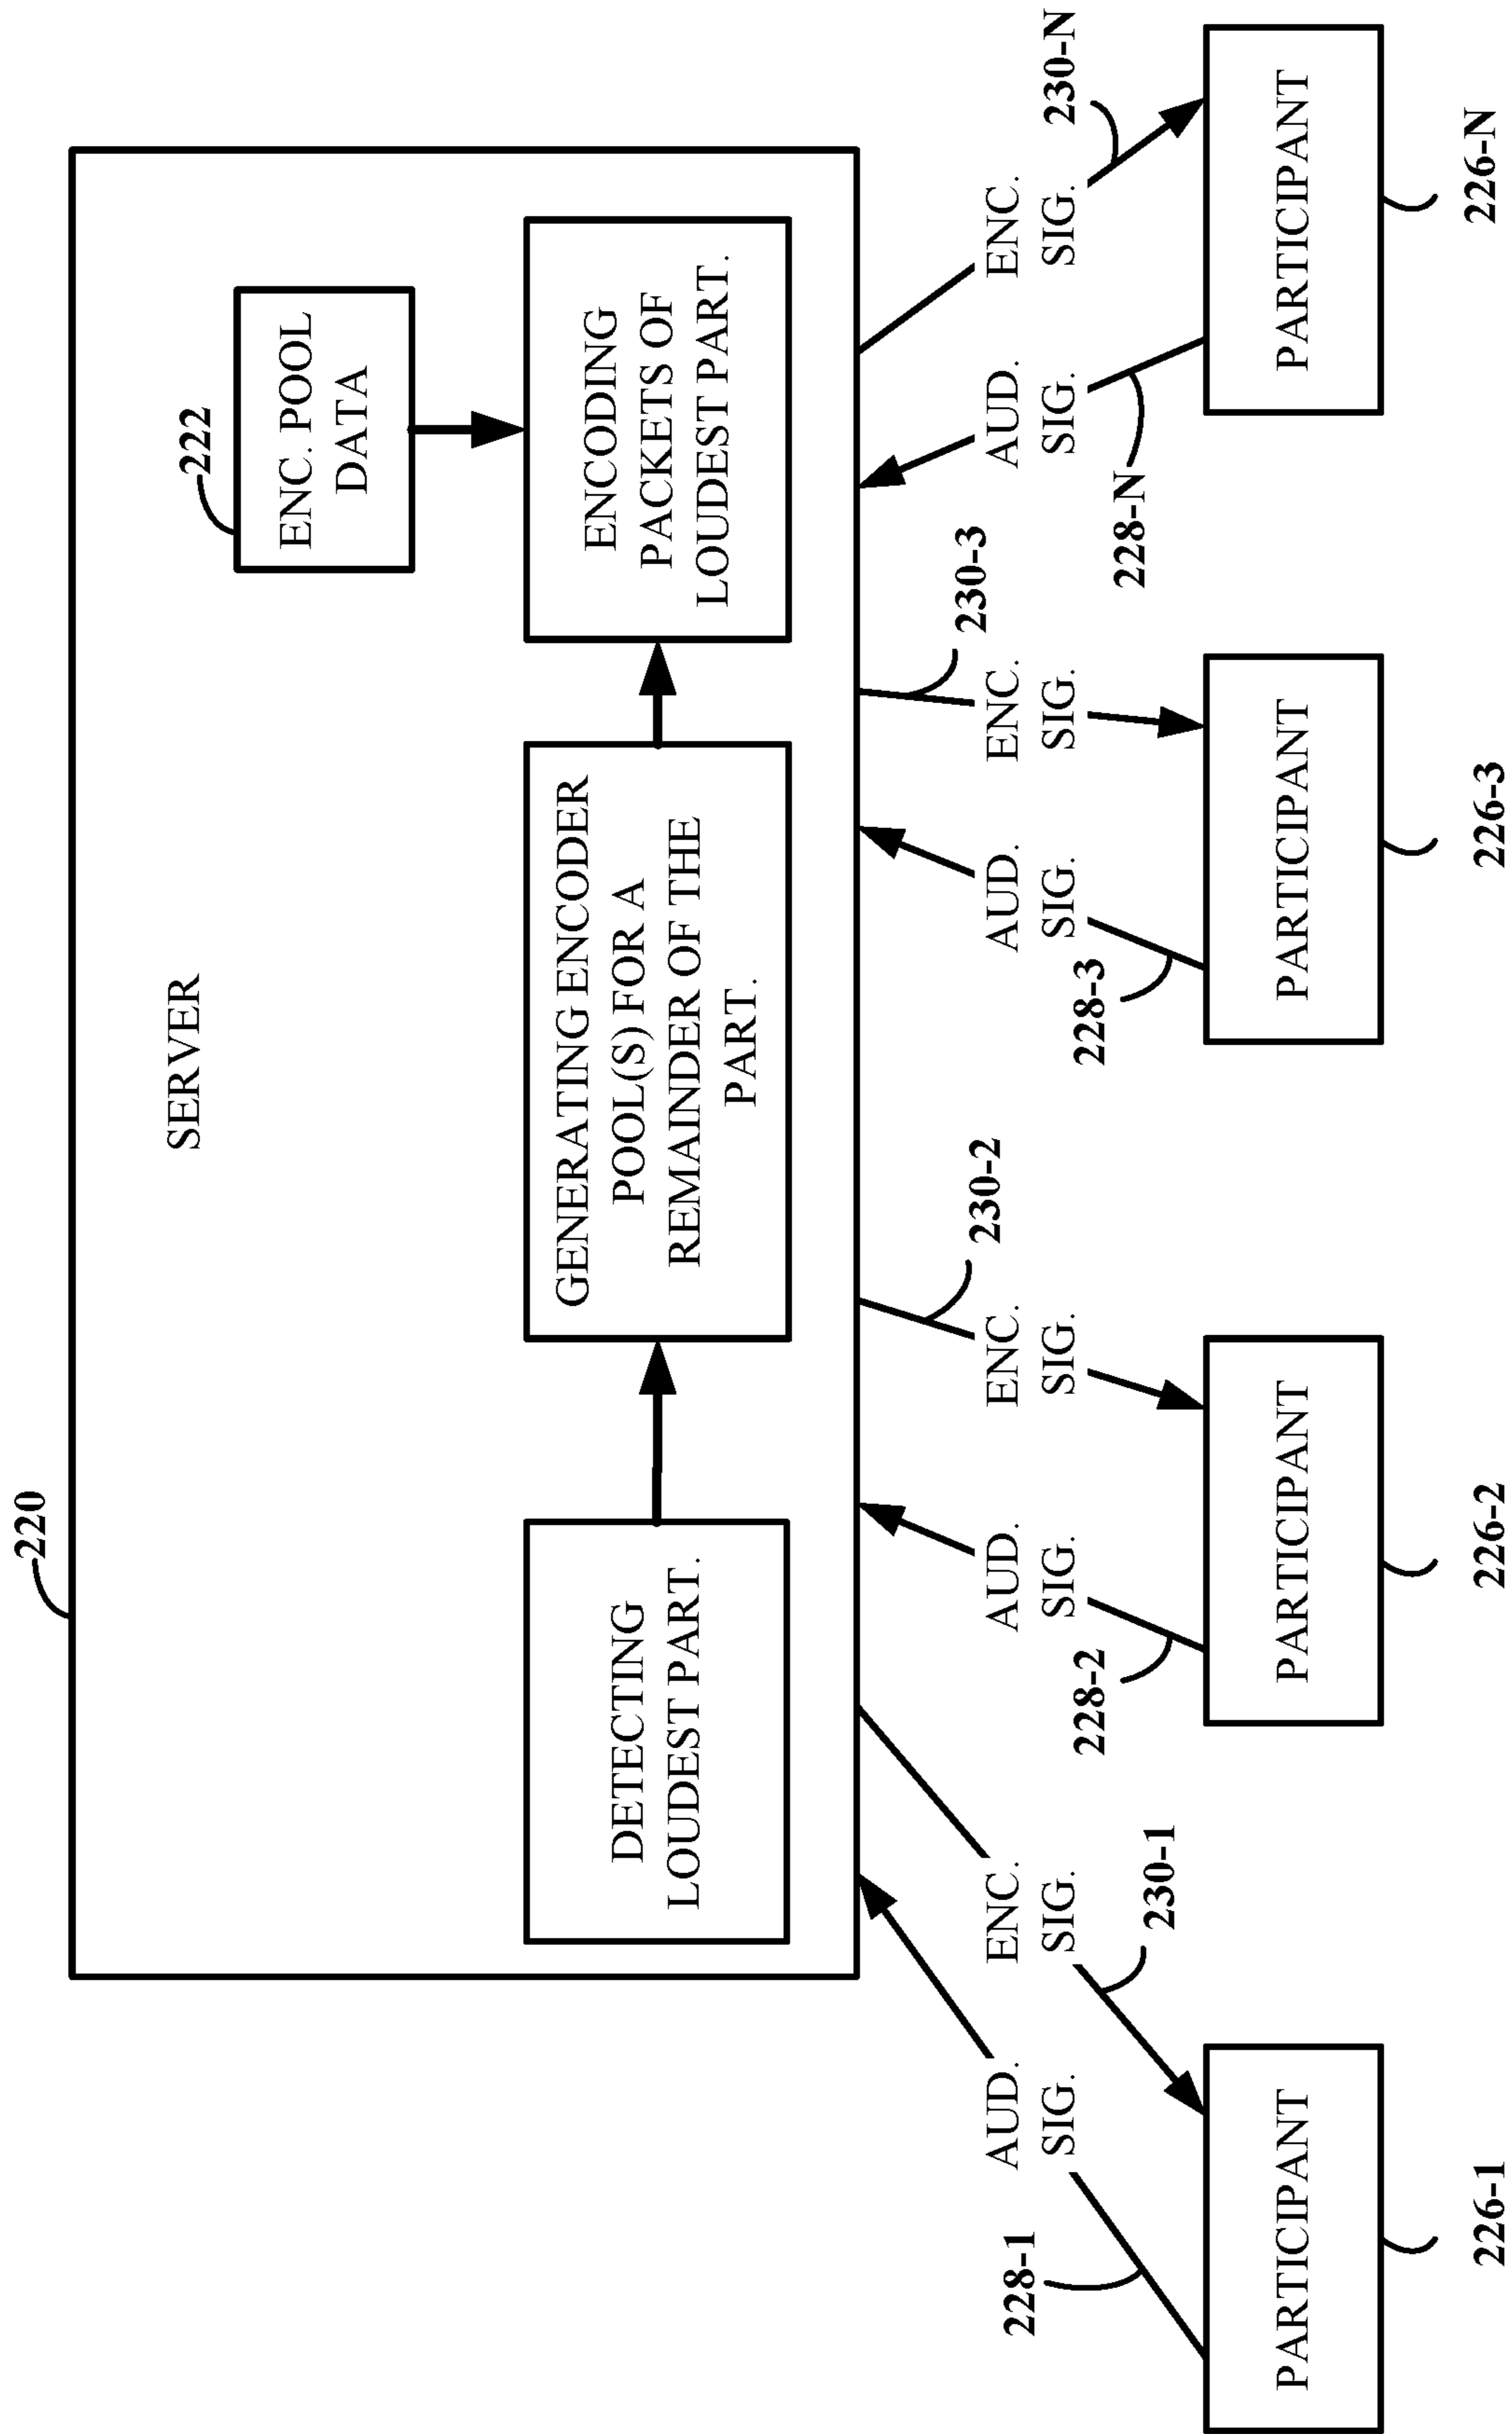 220
SERVER
222
ENC. POOL
DATA
DETECTING
LOUDEST PART.
GENERATING ENCODER
POOL(S) FOR A
REMAINDER OF THE
PART.
ENCODING
PACKETS OF
LOUDEST PART.
228-1
AUD.
SIG.
ENC.
SIG.
230-1
228-2
AUD.
SIG.
ENC.
SIG.
230-2
228-3
AUD.
SIG.
ENC.
SIG.
230-3
228-N
AUD.
SIG.
ENC.
SIG.
230-N
PARTICIPANT
226-1
PARTICIPANT
226-2
PARTICIPANT
226-3
PARTICIPANT
226-N